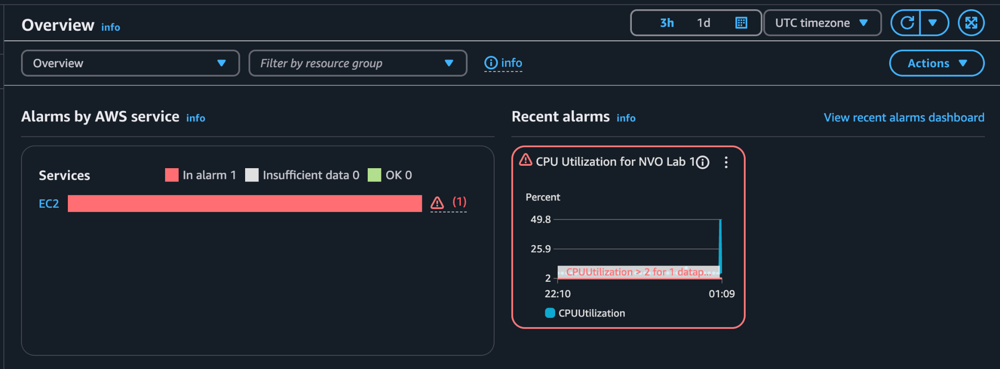 Overview info
3h 1d
UTC timezone
Overview
Filter by resource group
info
Actions
Alarms by AWS service info
Services
In alarm 1
Insufficient data 0
OK 0
EC2
(1)
Recent alarms info
View recent alarms dashboard
CPU Utilization for NVO Lab 1
Percent
49.8
25.9
2
CPUUtilization > 2 for 1 datap...
22:10
01:09
CPUUtilization